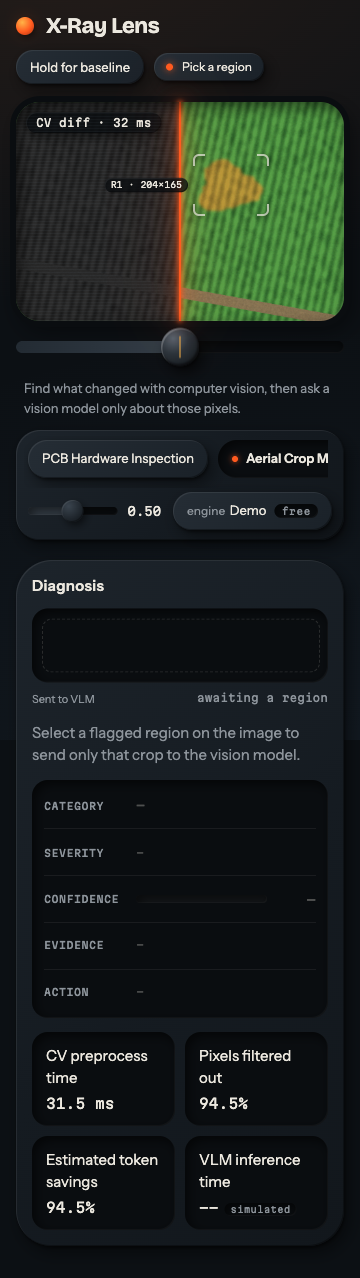 X-Ray Lens
Hold for baseline
Pick a region
CV diff · 32 ms
R1 · 204×165
Find what changed with computer vision, then ask a
vision model only about those pixels.
PCB Hardware Inspection
Aerial Crop M
0.50
engine Demo free
Diagnosis
Sent to VLM
awaiting a region
Select a flagged region on the image to
send only that crop to the vision model.
CATEGORY –
SEVERITY –
CONFIDENCE –
EVIDENCE –
ACTION –
CV preprocess
time
31.5 ms
Pixels filtered
out
94.5%
Estimated token
savings
94.5%
VLM inference
time
–– simulated